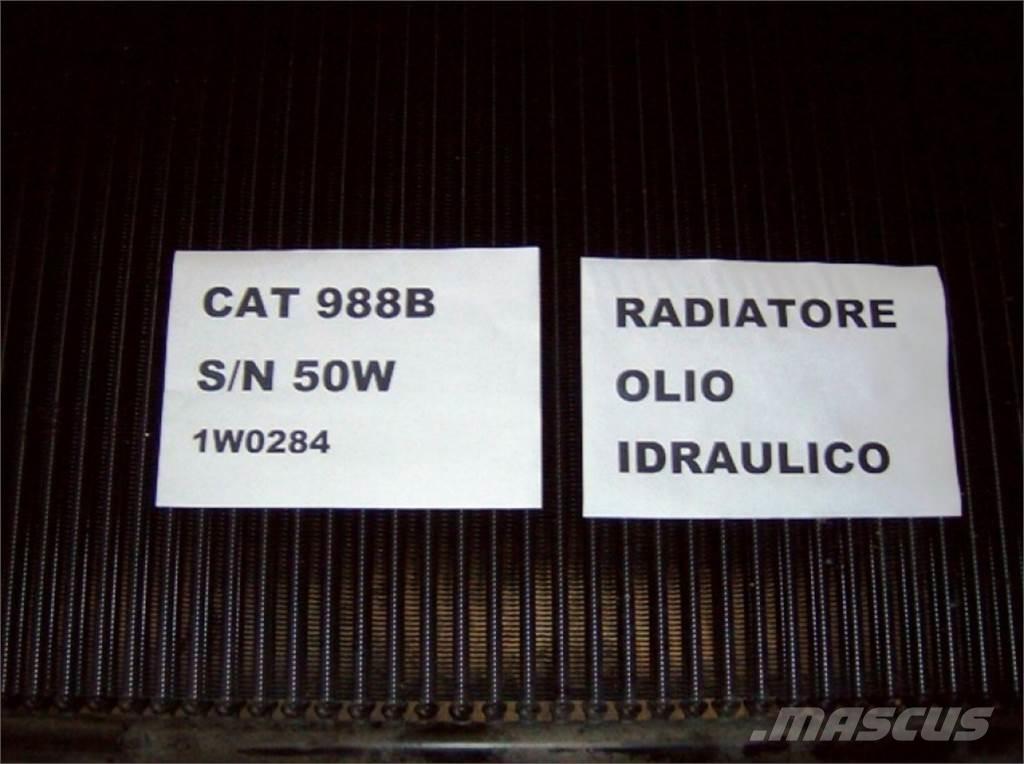 CAT 988B
S/N 50W
1W0284
RADIATORE
OLIO
IDRAULICO
.MASCUS